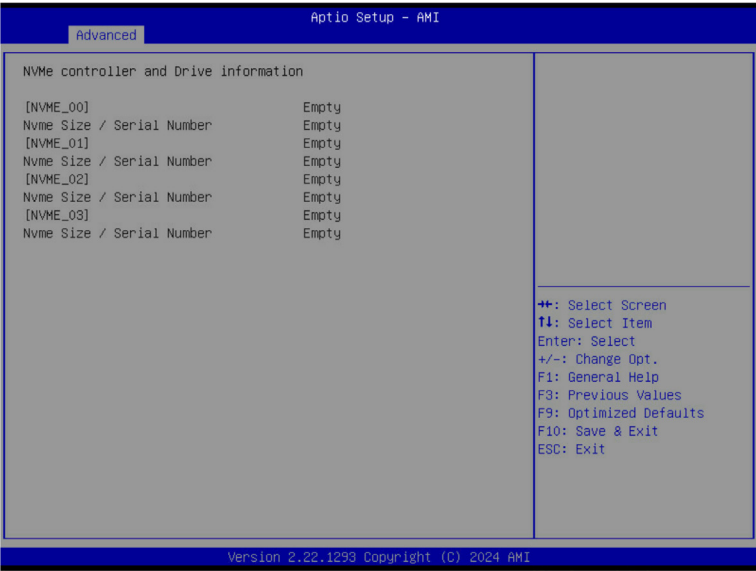 Aptio Setup – AMI
Advanced
NVMe controller and Drive information
[NVME_00] Empty
Nvme Size / Serial Number Empty
[NVME_01] Empty
Nvme Size / Serial Number Empty
[NVME_02] Empty
Nvme Size / Serial Number Empty
[NVME_03] Empty
Nvme Size / Serial Number Empty
→←: Select Screen
↑↓: Select Item
Enter: Select
+/-: Change Opt.
F1: General Help
F3: Previous Values
F9: Optimized Defaults
F10: Save & Exit
ESC: Exit
Version 2.22.1293 Copyright (C) 2024 AMI